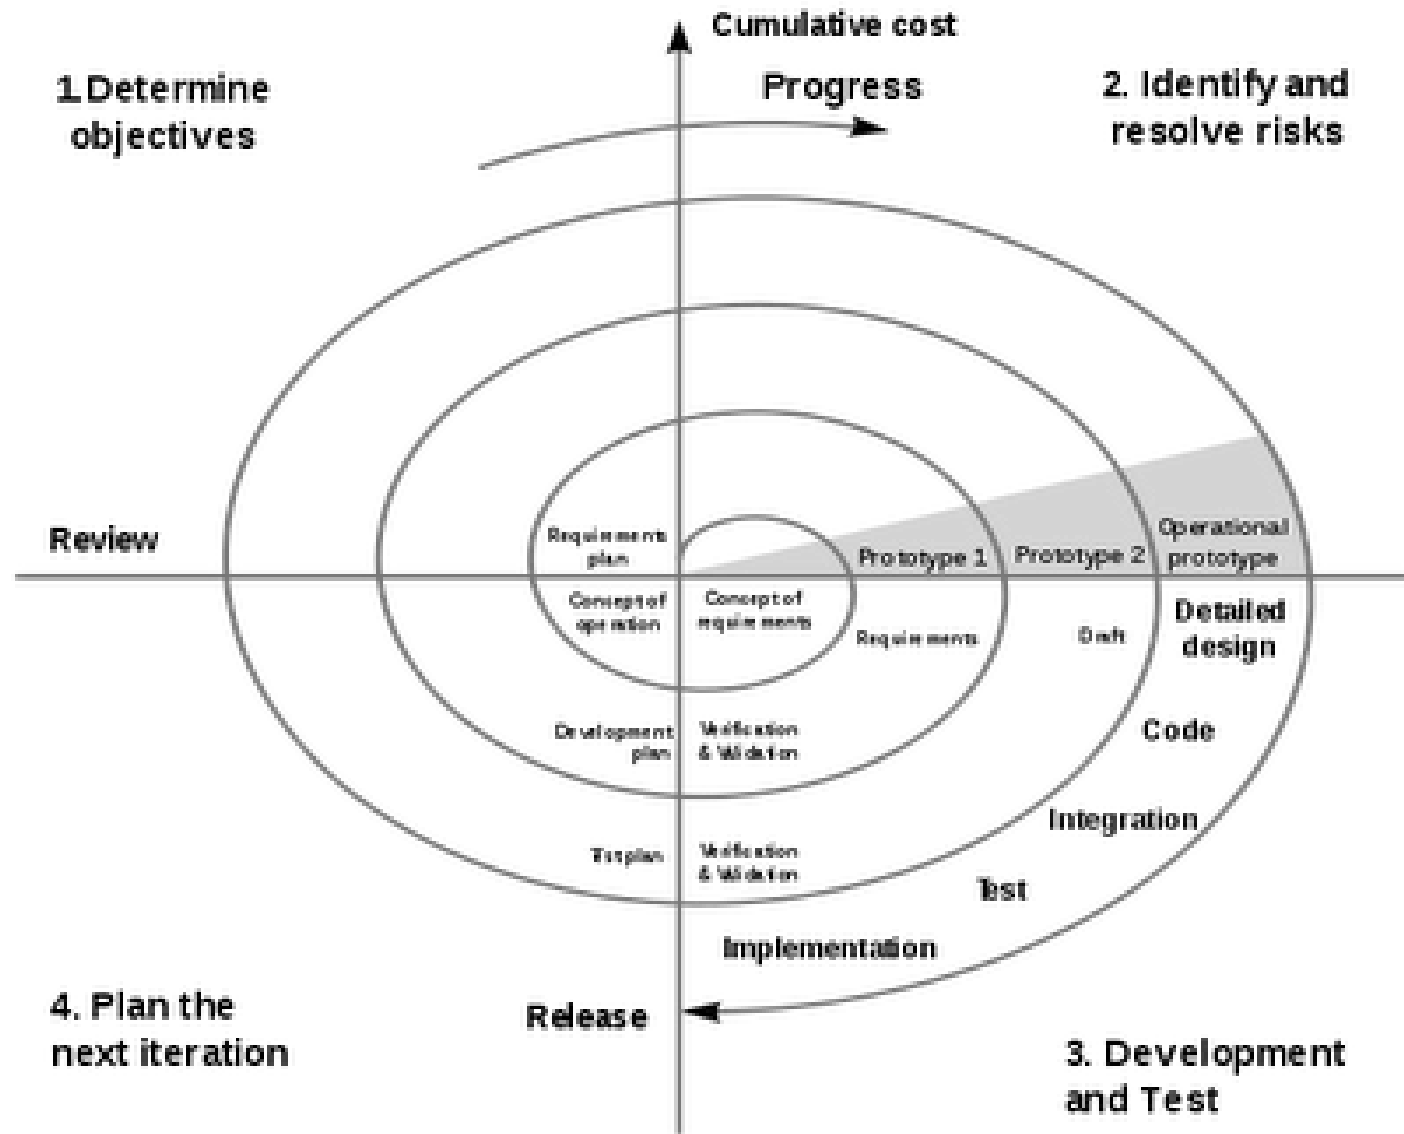 Cumulative cost
Progress
1.Determine
objectives
2. Identify and
resolve risks
Review
Requirements
plan
Prototype 1
Prototype 2
Operational
prototype
Concept of
operation
Concept of
requirements
Requirements
Draft
Detailed
design
Code
Integration
Test
Implementation
Development
plan
Verification
& Validation
Test plan
Verification
& Validation
Release
4. Plan the
next iteration
3. Development
and Test